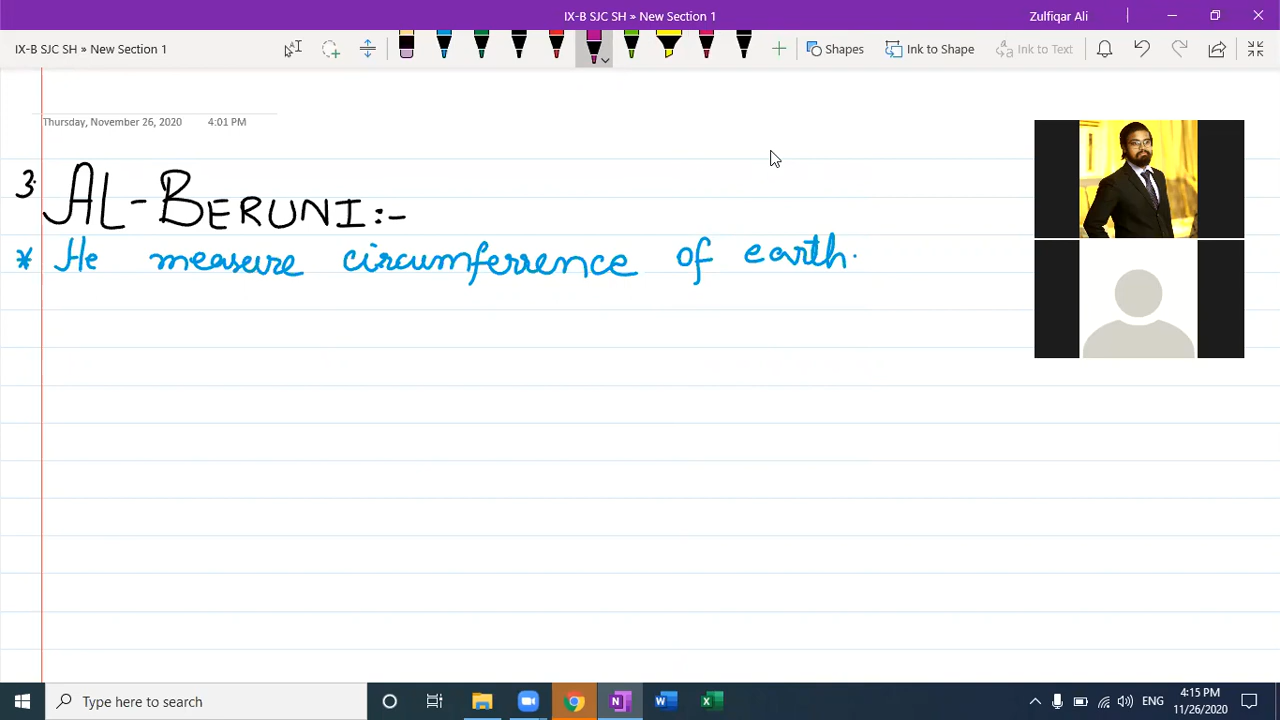 IX-B SJC SH » New Section 1
Zulfiqar Ali
IX-B SJC SH » New Section 1
Shapes
Ink to Shape
Ink to Text
Thursday, November 26, 2020 4:01 PM
3. AL-BERUNI:-
* He measure circumferrence of earth.
Type here to search
ENG
4:15 PM
11/26/2020